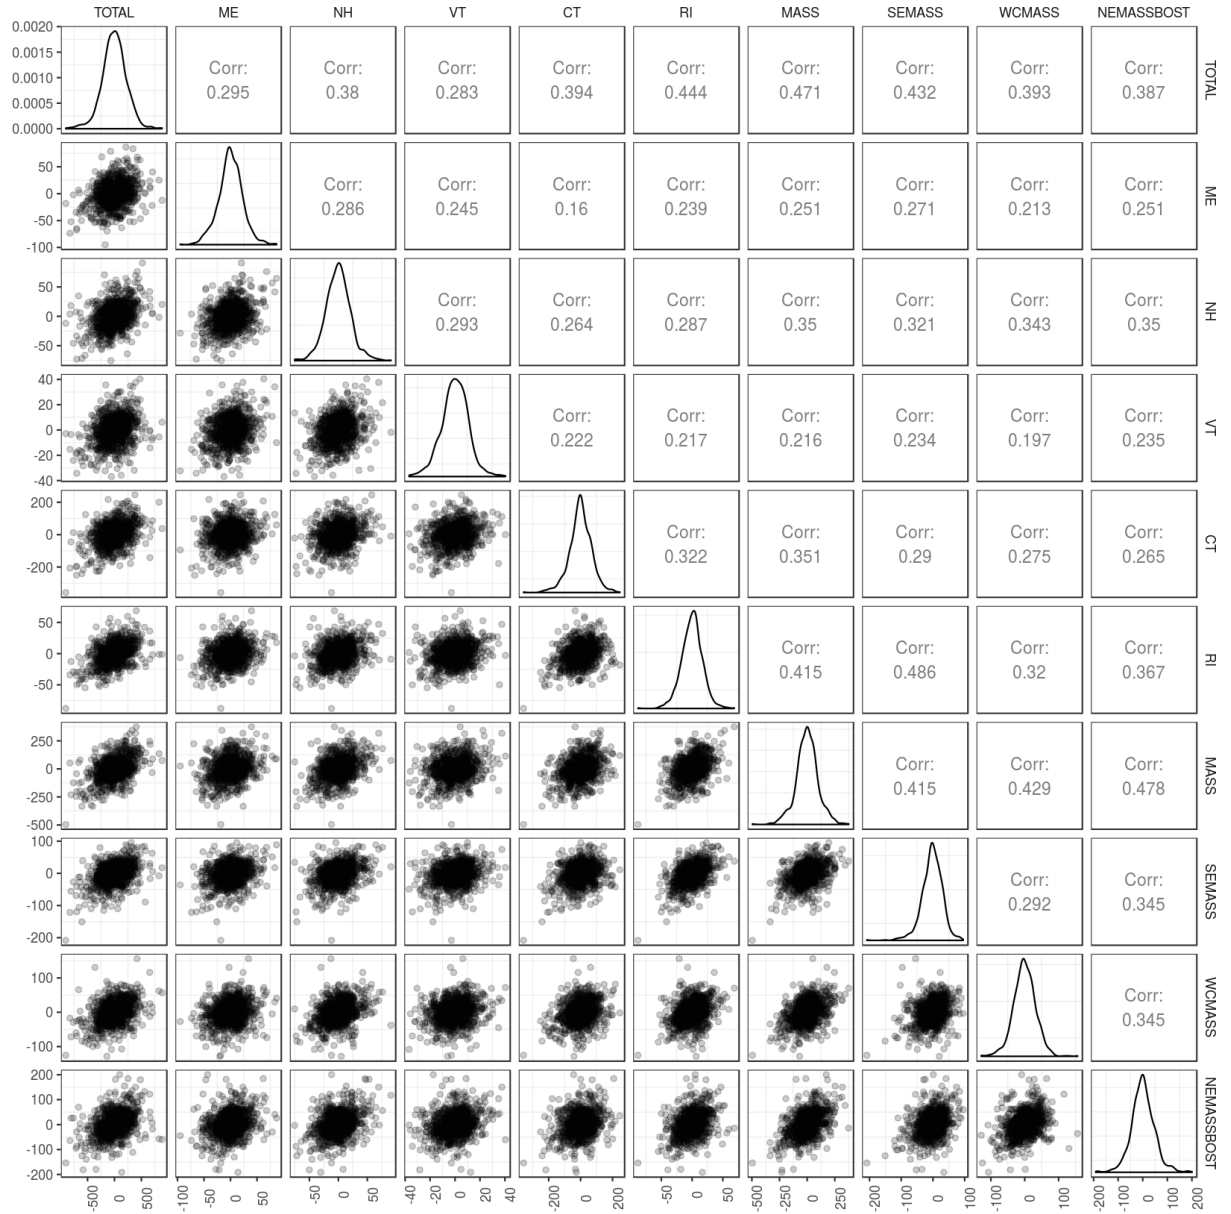 TOTAL ME NH VT CT RI MASS SEMASS WCMASS NEMASSBOST
0.0020
0.0015
0.0010
0.0005
0.0000
Corr: Corr: Corr: Corr: Corr: Corr: Corr: Corr: Corr:
0.295 0.38 0.283 0.394 0.444 0.471 0.432 0.393 0.387
TOTAL
50
0
-50
-100
Corr: Corr: Corr: Corr: Corr: Corr: Corr: Corr:
0.286 0.245 0.16 0.239 0.251 0.271 0.213 0.251
ME
50
0
-50
Corr: Corr: Corr: Corr: Corr: Corr: Corr:
0.293 0.264 0.287 0.35 0.321 0.343 0.35
NH
40
20
0
-20
-40
Corr: Corr: Corr: Corr: Corr: Corr:
0.222 0.217 0.216 0.234 0.197 0.235
VT
200
0
-200
Corr: Corr: Corr: Corr: Corr:
0.322 0.351 0.29 0.275 0.265
CT
50
0
-50
Corr: Corr: Corr: Corr:
0.415 0.486 0.32 0.367
RI
250
0
-250
-500
Corr: Corr: Corr:
0.415 0.429 0.478
MASS
100
0
-100
-200
Corr: Corr:
0.292 0.345
SEMASS
100
0
-100
Corr:
0.345
WCMASS
200
100
0
-100
-200
NEMASSBOST
-500 0 500 -100 -50 0 50 -50 0 50 -40 -20 0 20 40 -200 0 200 -50 0 50 -500 -250 0 250 -200 -100 0 100 -100 0 100 -200 -100 0 100 200